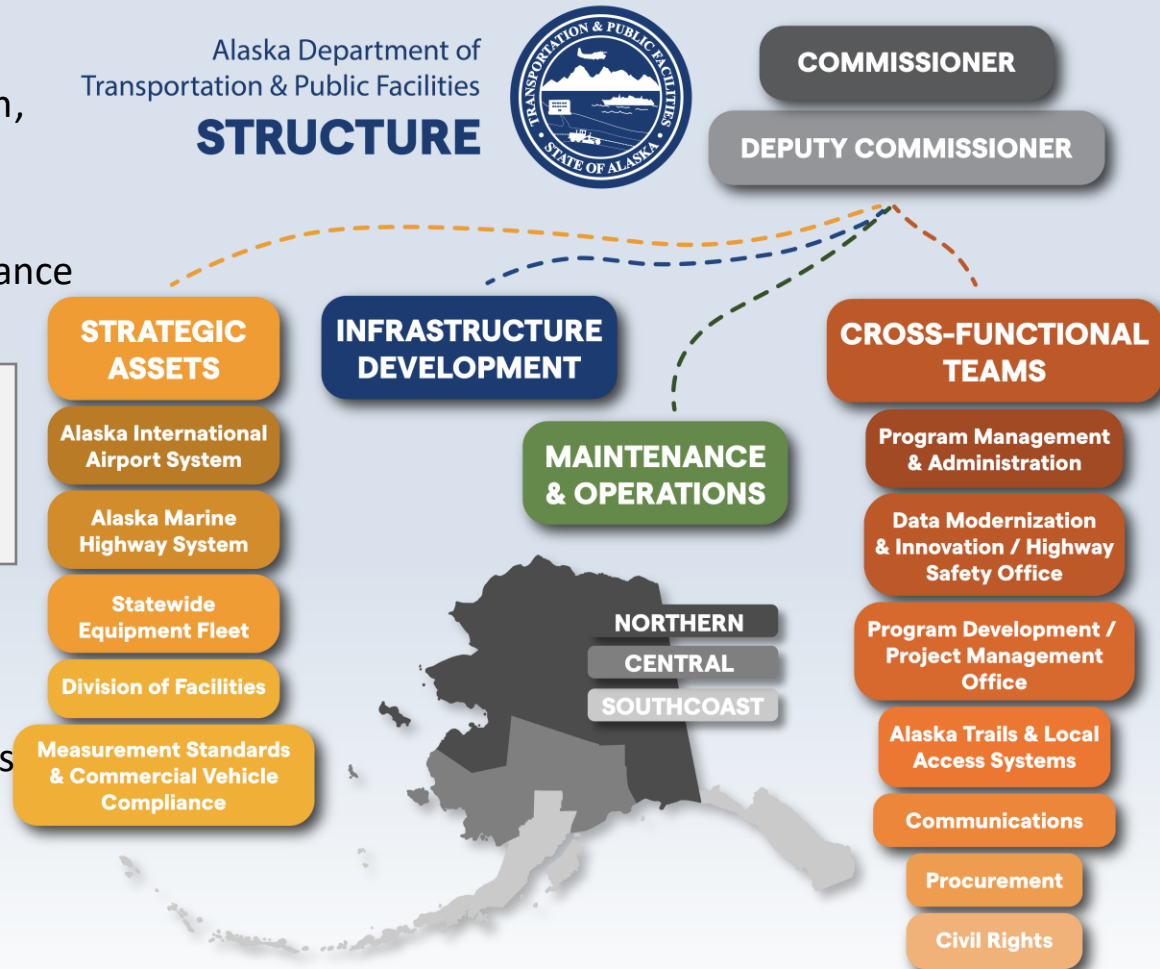 Alaska Department of
Transportation & Public Facilities
STRUCTURE
TRANSPORTATION & PUBLIC FACILITIES
STATE OF ALASKA
COMMISSIONER
DEPUTY COMMISSIONER
STRATEGIC
ASSETS
Alaska International
Airport System
Alaska Marine
Highway System
Statewide
Equipment Fleet
Division of Facilities
Measurement Standards
& Commercial Vehicle
Compliance
INFRASTRUCTURE
DEVELOPMENT
MAINTENANCE
& OPERATIONS
NORTHERN
CENTRAL
SOUTHCOAST
CROSS-FUNCTIONAL
TEAMS
Program Management
& Administration
Data Modernization
& Innovation / Highway
Safety Office
Program Development /
Project Management
Office
Alaska Trails & Local
Access Systems
Communications
Procurement
Civil Rights